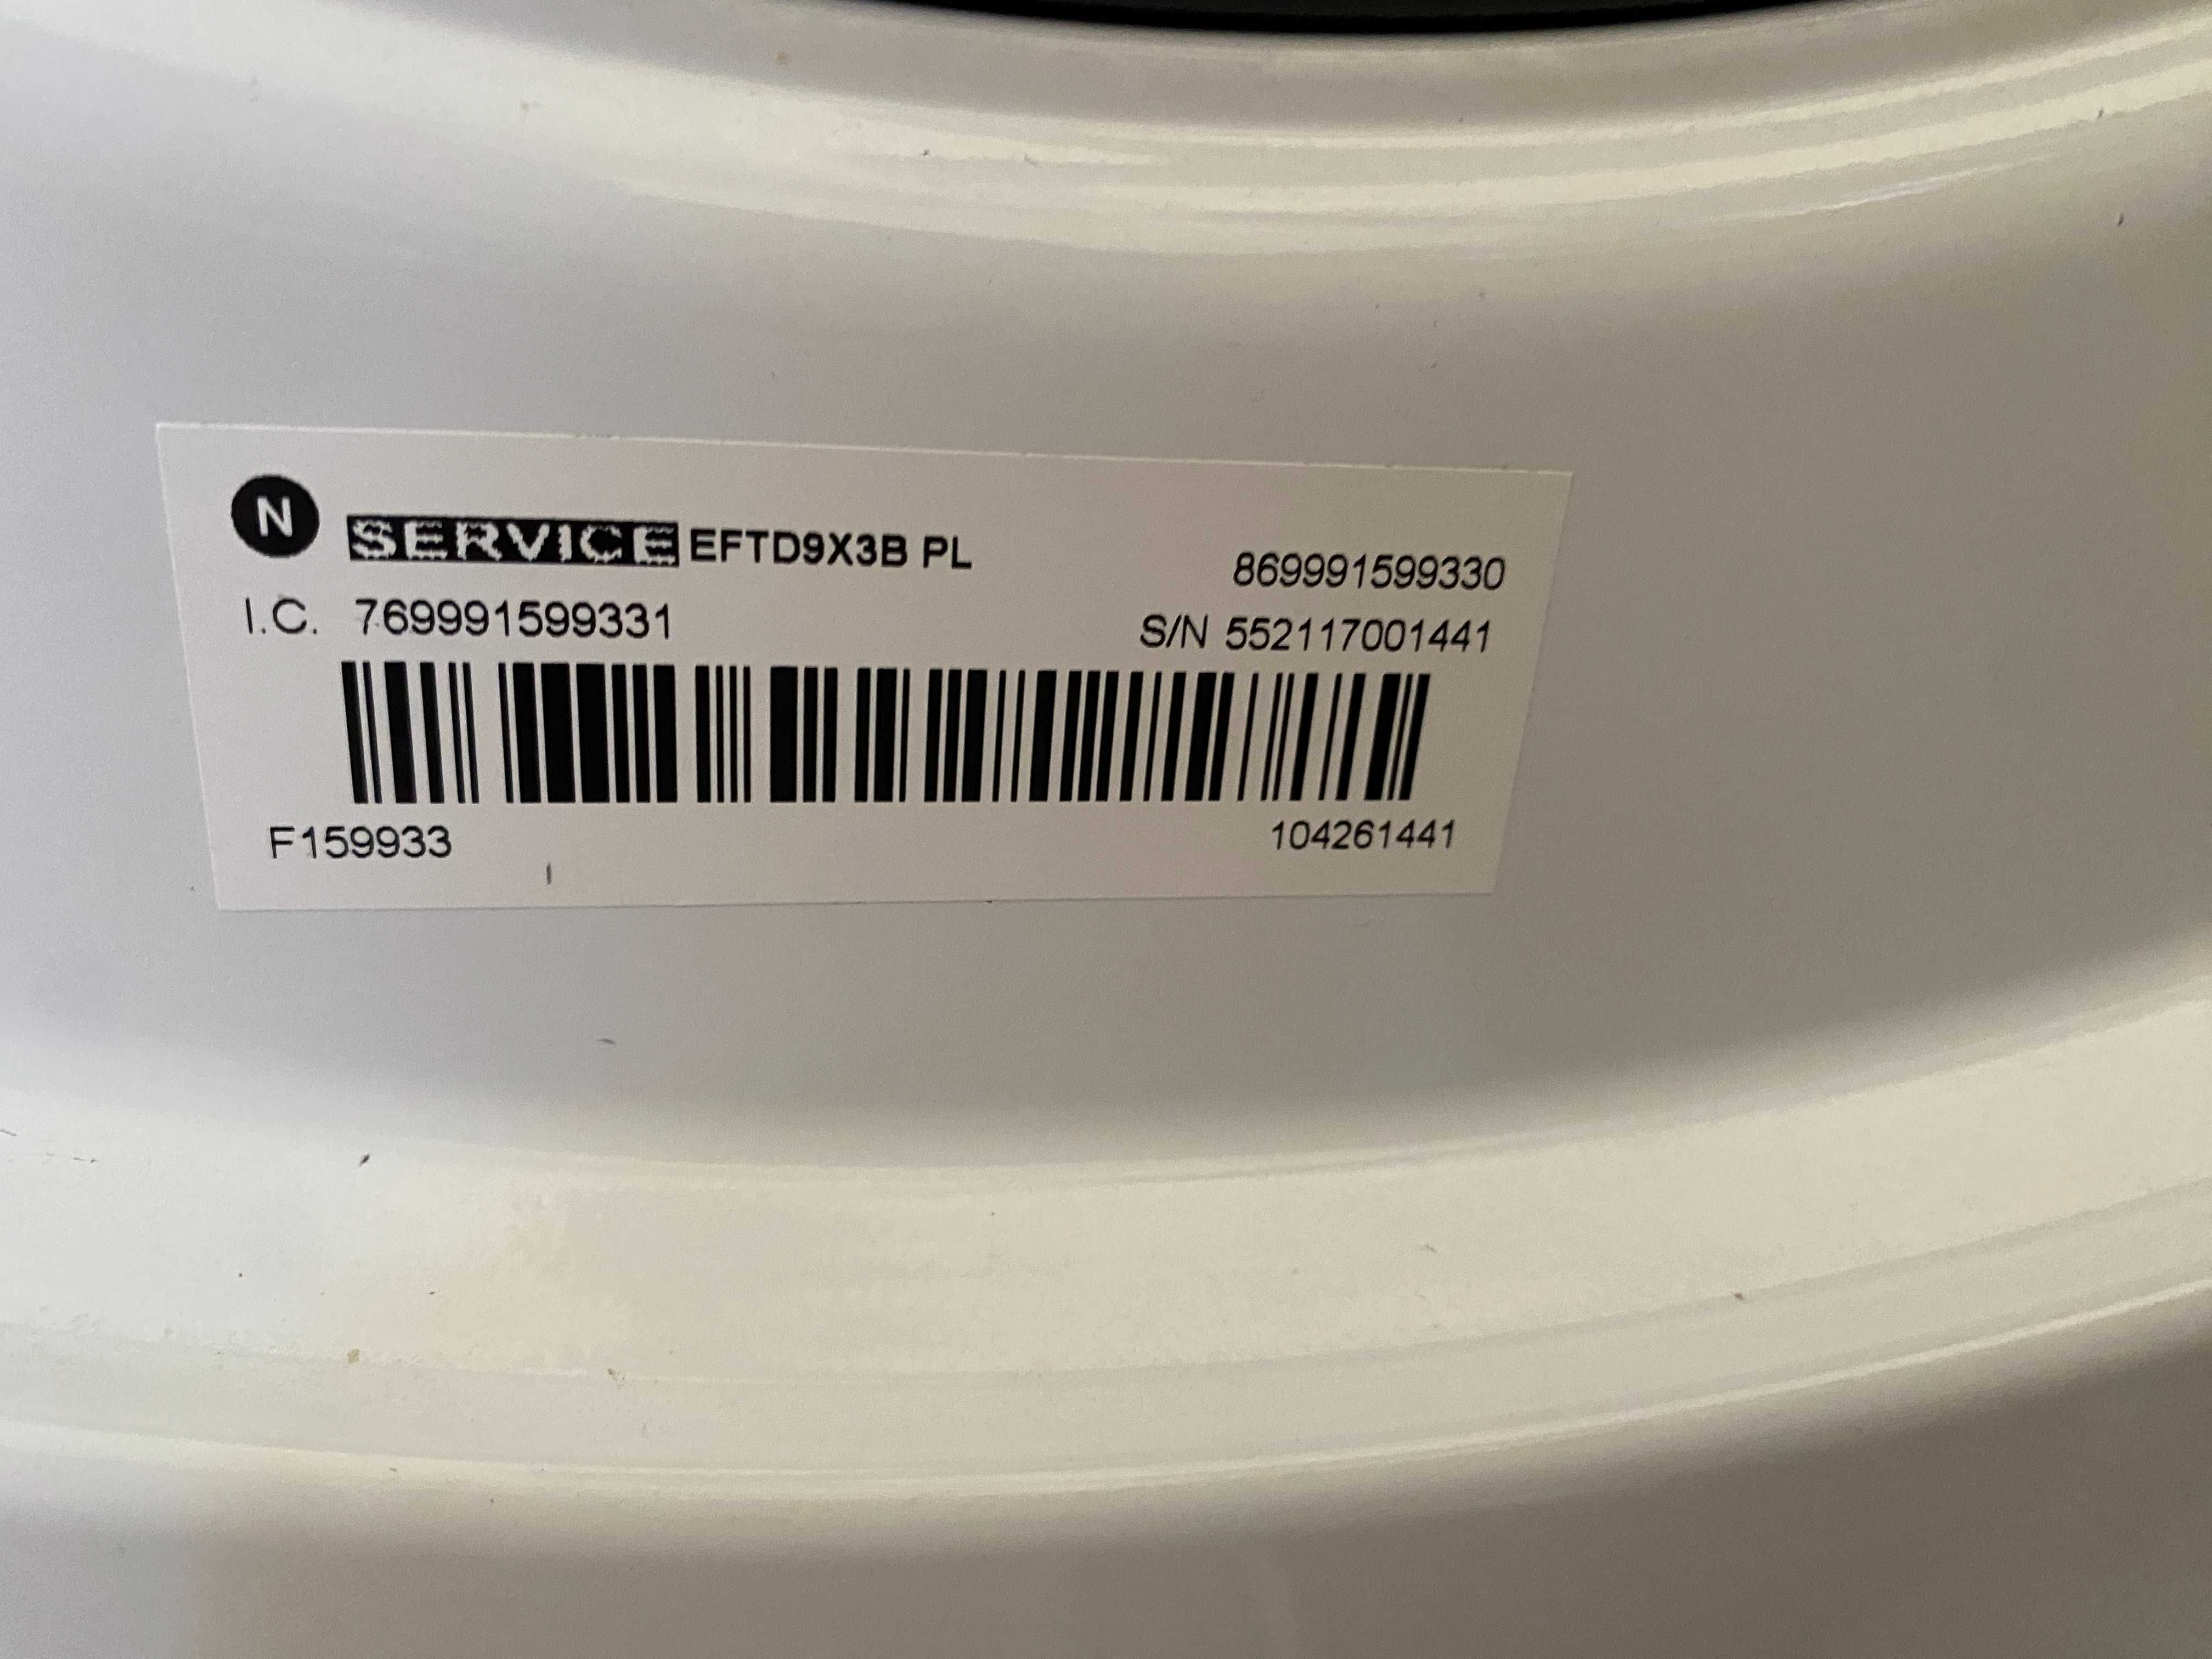 N SERVICE EFTD9X3B PL
869991599330
I.C. 769991599331
S/N 552117001441
F159933
104261441